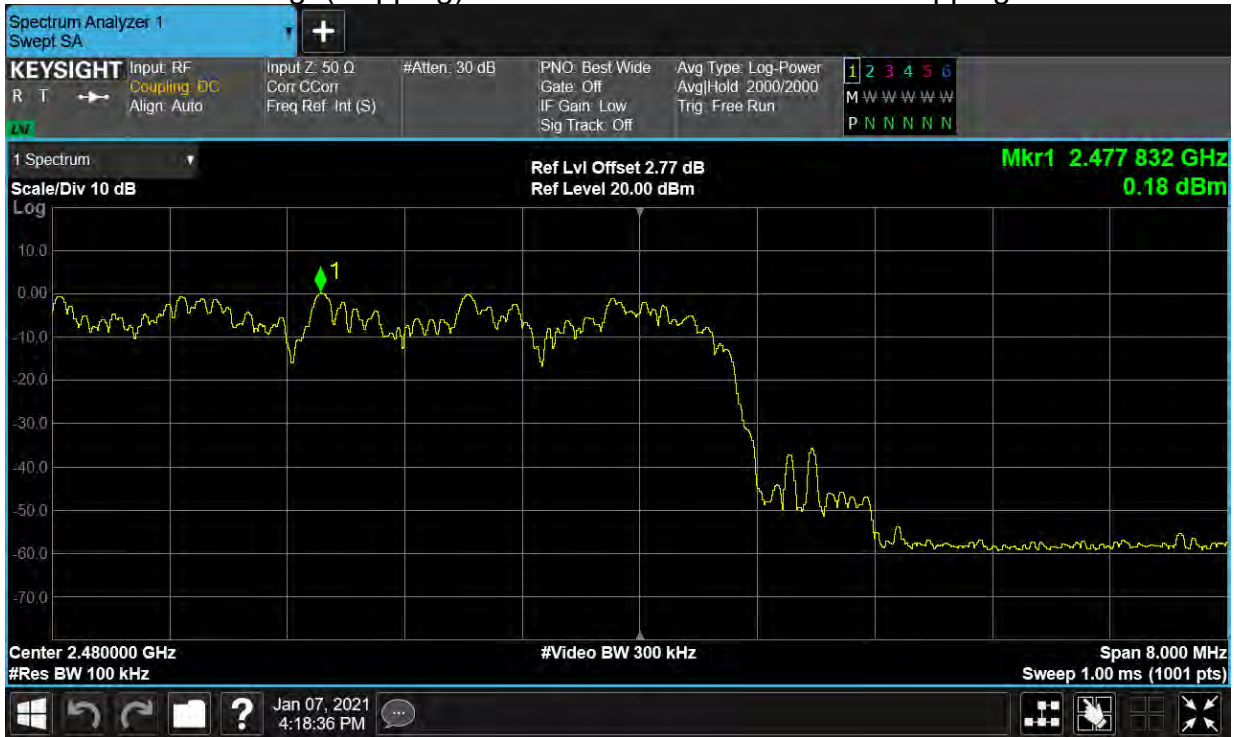 Spectrum Analyzer 1
Swept SA
+
KEYSIGHT Input: RF
R T Coupling: DC
Align: Auto
LXI
Input Z: 50 Ω
Corr CCorr
Freq Ref: Int (S)
#Atten: 30 dB
PNO: Best Wide
Gate: Off
IF Gain: Low
Sig Track: Off
Avg Type: Log-Power
Avg|Hold: 2000/2000
Trig: Free Run
1 2 3 4 5 6
M W W W W W
P N N N N N
1 Spectrum
Scale/Div 10 dB
Log
Ref Lvl Offset 2.77 dB
Ref Level 20.00 dBm
Mkr1 2.477 832 GHz
0.18 dBm
1
10.0
0.00
-10.0
-20.0
-30.0
-40.0
-50.0
-60.0
-70.0
Center 2.480000 GHz
#Res BW 100 kHz
#Video BW 300 kHz
Span 8.000 MHz
Sweep 1.00 ms (1001 pts)
?
Jan 07, 2021
4:18:36 PM